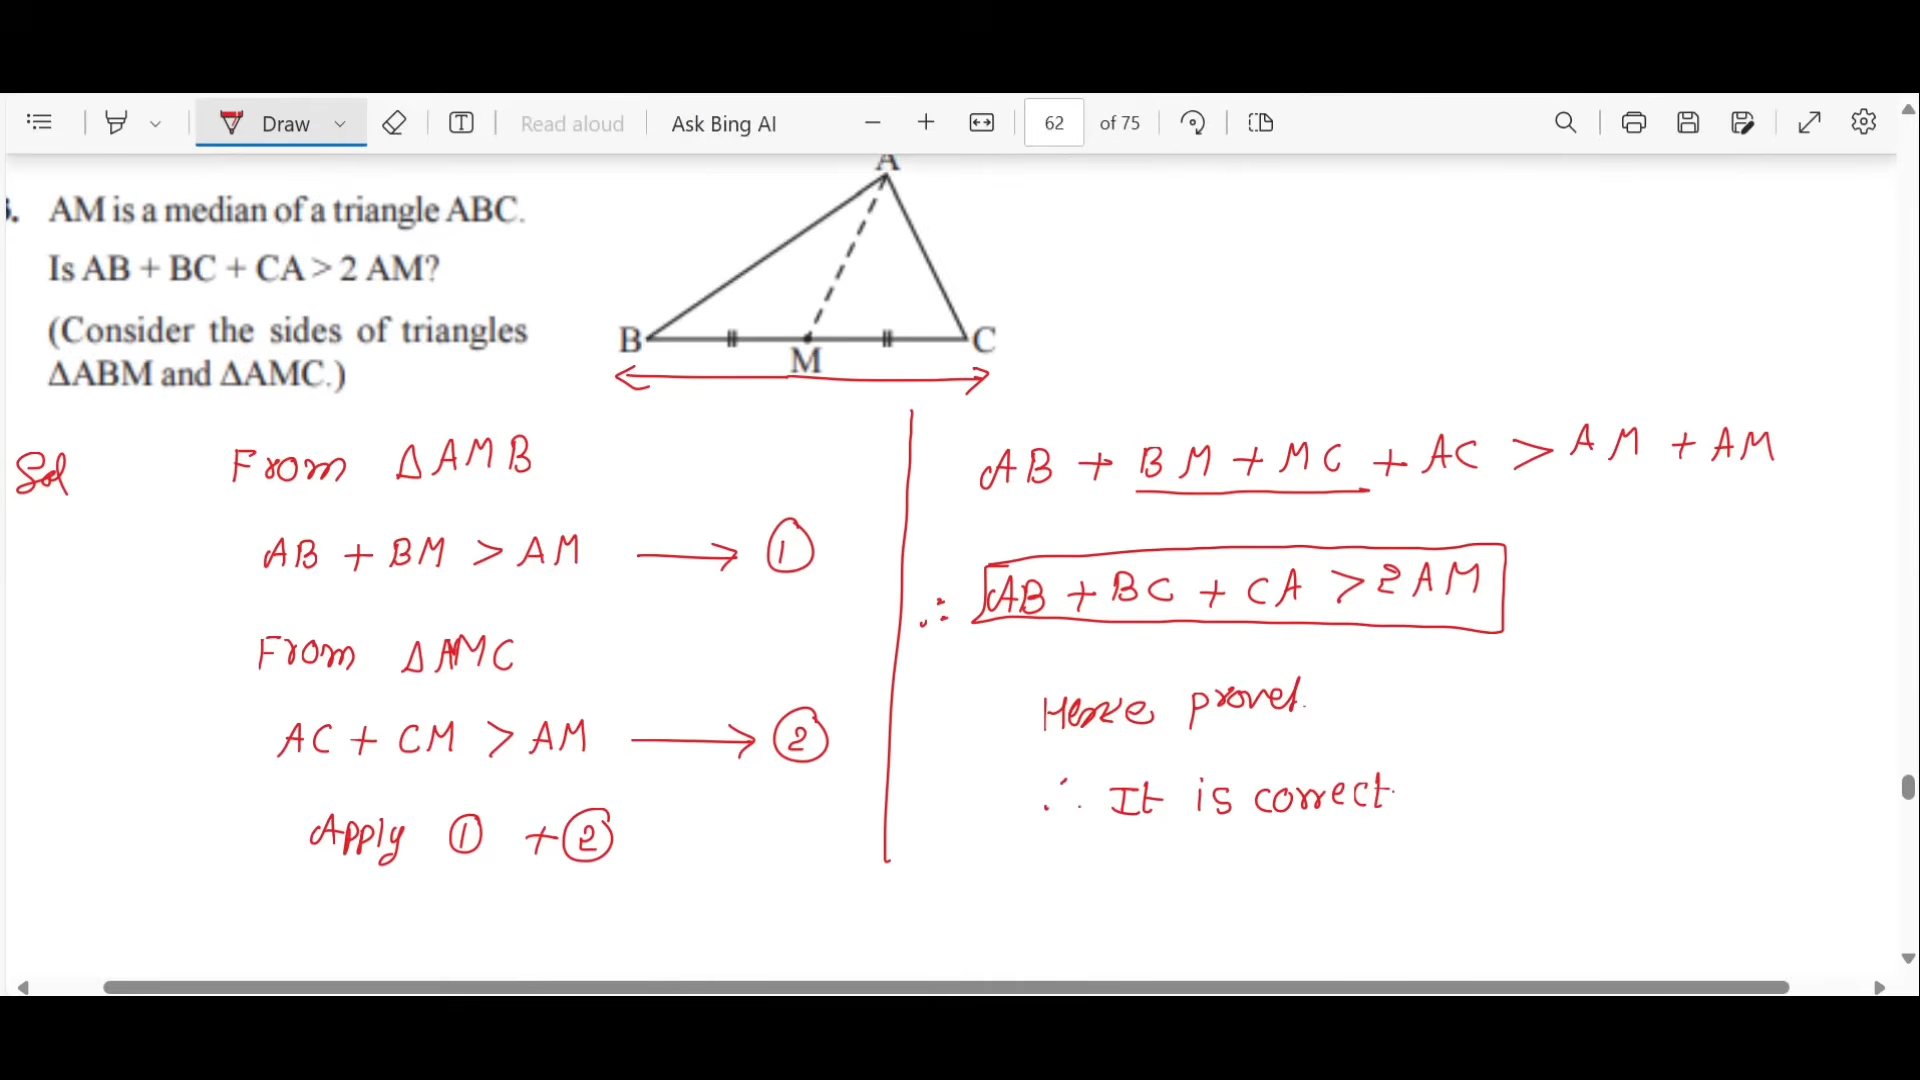 Draw
Read aloud
Ask Bing AI
62 of 75
A
AM is a median of a triangle ABC.
Is AB + BC + CA > 2 AM?
(Consider the sides of triangles
ΔABM and ΔAMC.)
B
M
C
Sol
From ΔAMB
AB + BM > AM → ①
From ΔAMC
AC + CM > AM → ②
Apply ① + ②
AB + BM + MC + AC > AM + AM
∴ AB + BC + CA > 2AM
Hence proved.
∴ It is correct.